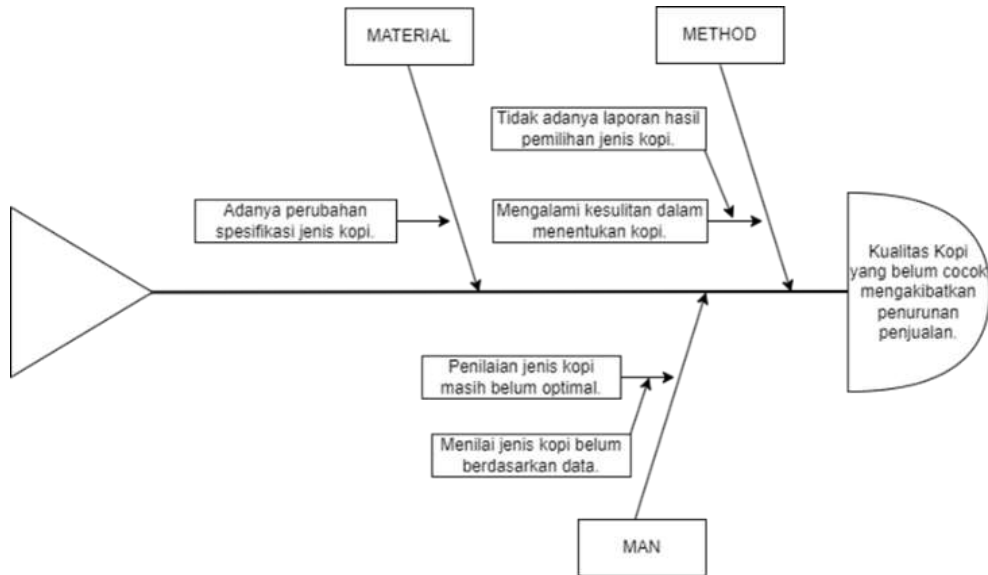 MATERIAL
METHOD
Tidak adanya laporan hasil
pemilihan jenis kopi.
Adanya perubahan
spesifikasi jenis kopi.
Mengalami kesulitan dalam
menentukan kopi.
Kualitas Kopi
yang belum cocok
mengakibatkan
penurunan
penjualan.
Penilaian jenis kopi
masih belum optimal.
Menilai jenis kopi belum
berdasarkan data.
MAN